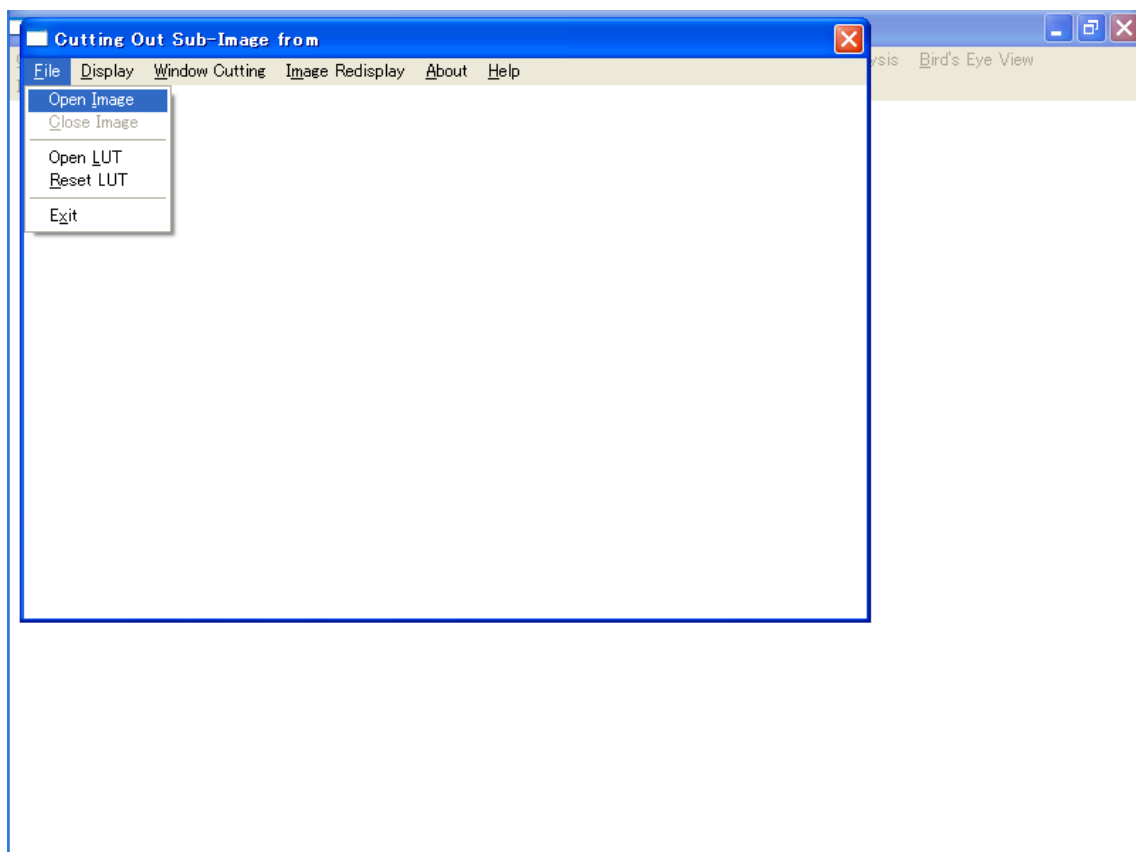 Cutting Out Sub-Image from
File Display Window Cutting Image Redisplay About Help
Bird's Eye View
Open Image
Close Image
Open LUT
Reset LUT
Exit